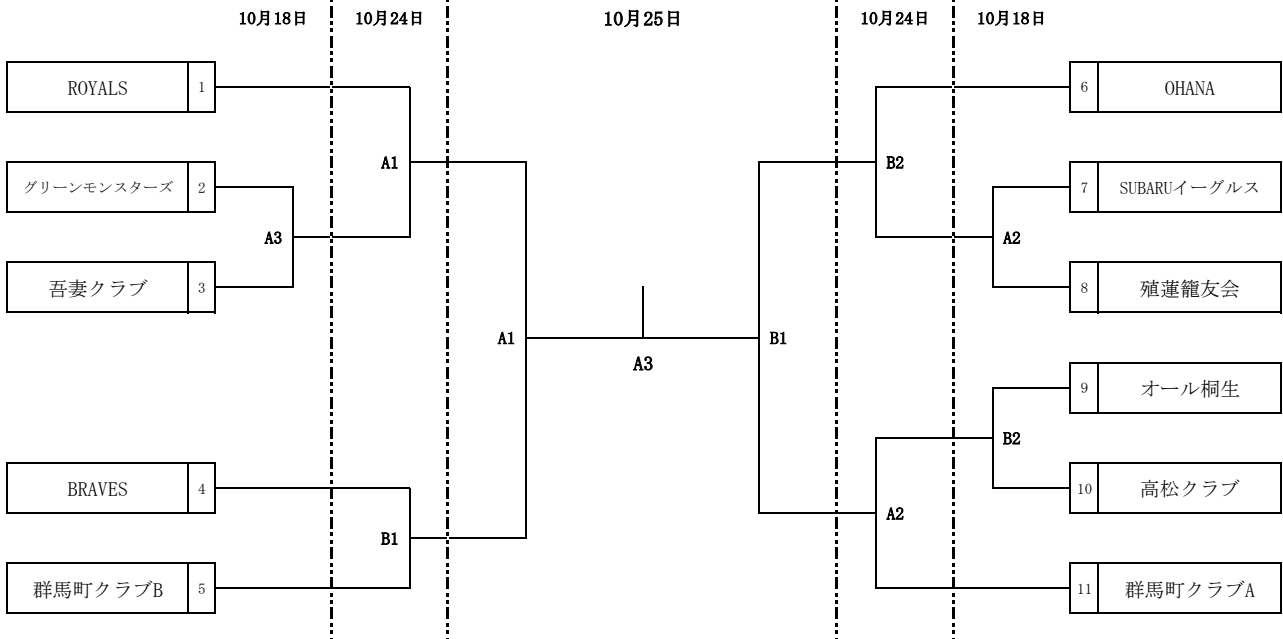 10月18日 10月24日 10月25日 10月24日 10月18日
ROYALS 1
6 OHANA
A1
B2
グリーンモンスターズ 2
7 SUBARUイーグルス
A3
A2
吾妻クラブ 3
8 殖蓮籠友会
A1
B1
A3
9 オール桐生
B2
BRAVES 4
10 高松クラブ
A2
B1
群馬町クラブB 5
11 群馬町クラブA